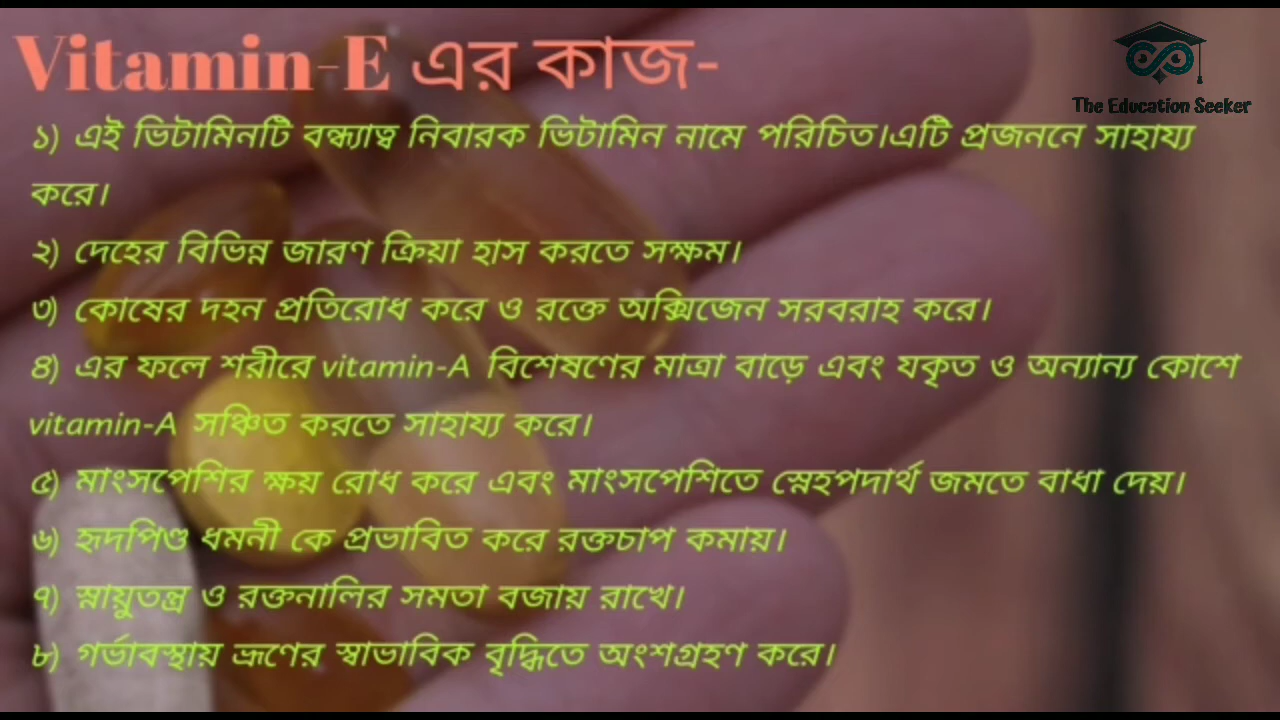 Vitamin-E এর কাজ-
The Education Seeker
১) এই ভিটামিনটি বন্ধ্যাত্ব নিবারক ভিটামিন নামে পরিচিত।এটি প্রজননে সাহায্য
করে।
২) দেহের বিভিন্ন জারণ ক্রিয়া হাস করতে সক্ষম।
৩) কোষের দহন প্রতিরোধ করে ও রক্তে অক্সিজেন সরবরাহ করে।
৪) এর ফলে শরীরে vitamin-A বিশেষণের মাত্রা বাড়ে এবং যকৃত ও অন্যান্য কোশে
vitamin-A সঞ্চিত করতে সাহায্য করে।
৫) মাংসপেশির ক্ষয় রোধ করে এবং মাংসপেশিতে স্নেহপদার্থ জমতে বাধা দেয়।
৬) হৃদপিণ্ড ধমনী কে প্রভাবিত করে রক্তচাপ কমায়।
৭) স্নায়ুতন্ত্র ও রক্তনালির সমতা বজায় রাখে।
৮) গর্ভাবস্থায় ভ্রূণের স্বাভাবিক বৃদ্ধিতে অংশগ্রহণ করে।